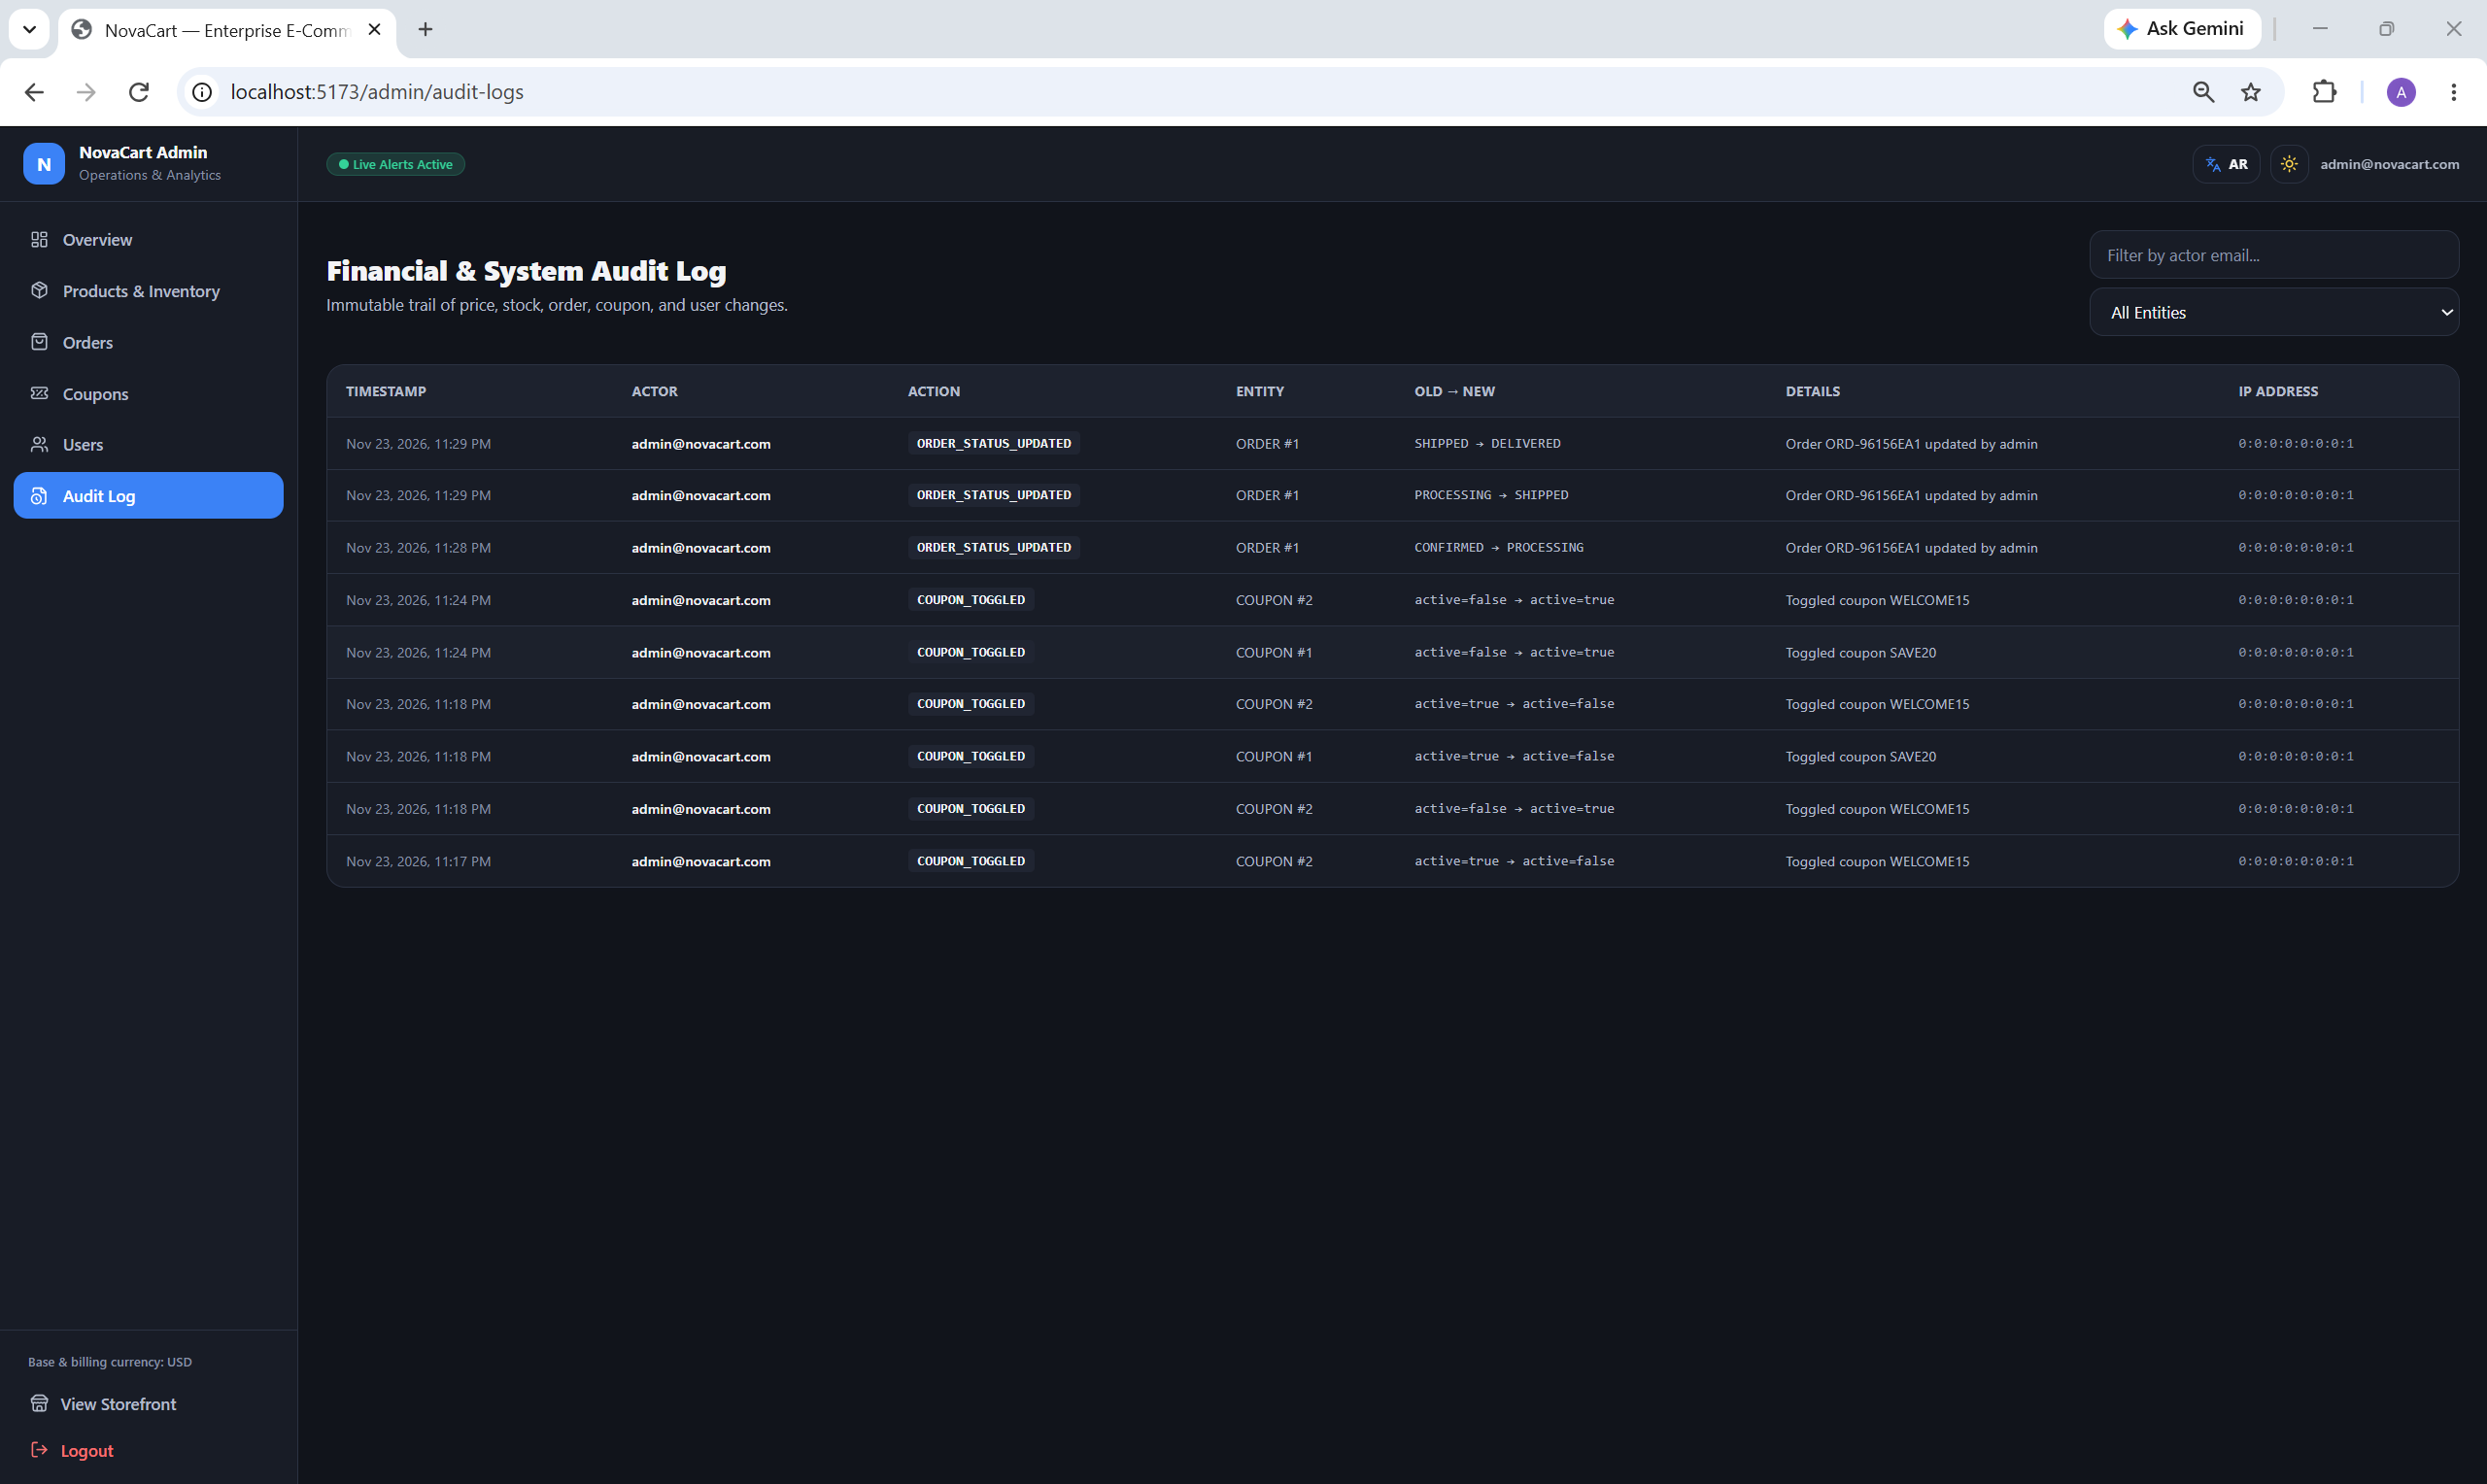 NovaCart — Enterprise E-Comm
Ask Gemini
localhost:5173/admin/audit-logs
A
N
NovaCart Admin
Operations & Analytics
Live Alerts Active
AR
admin@novacart.com
Overview
Products & Inventory
Orders
Coupons
Users
Audit Log
Financial & System Audit Log
Immutable trail of price, stock, order, coupon, and user changes.
Filter by actor email...
All Entities
TIMESTAMP ACTOR ACTION ENTITY OLD → NEW DETAILS IP ADDRESS
Nov 23, 2026, 11:29 PM admin@novacart.com ORDER_STATUS_UPDATED ORDER #1 SHIPPED → DELIVERED Order ORD-96156EA1 updated by admin 0:0:0:0:0:0:0:1
Nov 23, 2026, 11:29 PM admin@novacart.com ORDER_STATUS_UPDATED ORDER #1 PROCESSING → SHIPPED Order ORD-96156EA1 updated by admin 0:0:0:0:0:0:0:1
Nov 23, 2026, 11:28 PM admin@novacart.com ORDER_STATUS_UPDATED ORDER #1 CONFIRMED → PROCESSING Order ORD-96156EA1 updated by admin 0:0:0:0:0:0:0:1
Nov 23, 2026, 11:24 PM admin@novacart.com COUPON_TOGGLED COUPON #2 active=false → active=true Toggled coupon WELCOME15 0:0:0:0:0:0:0:1
Nov 23, 2026, 11:24 PM admin@novacart.com COUPON_TOGGLED COUPON #1 active=false → active=true Toggled coupon SAVE20 0:0:0:0:0:0:0:1
Nov 23, 2026, 11:18 PM admin@novacart.com COUPON_TOGGLED COUPON #2 active=true → active=false Toggled coupon WELCOME15 0:0:0:0:0:0:0:1
Nov 23, 2026, 11:18 PM admin@novacart.com COUPON_TOGGLED COUPON #1 active=true → active=false Toggled coupon SAVE20 0:0:0:0:0:0:0:1
Nov 23, 2026, 11:18 PM admin@novacart.com COUPON_TOGGLED COUPON #2 active=false → active=true Toggled coupon WELCOME15 0:0:0:0:0:0:0:1
Nov 23, 2026, 11:17 PM admin@novacart.com COUPON_TOGGLED COUPON #2 active=true → active=false Toggled coupon WELCOME15 0:0:0:0:0:0:0:1
Base & billing currency: USD
View Storefront
Logout